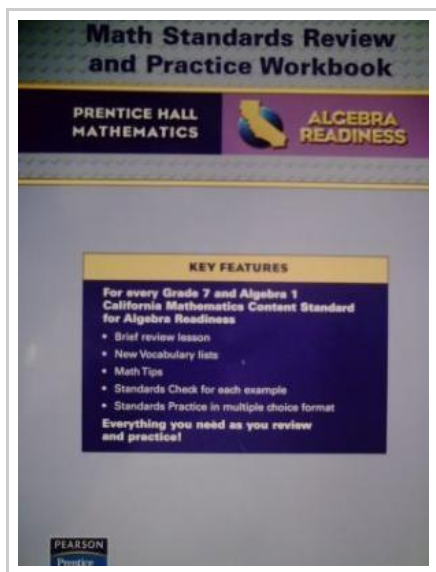 Math Standards Review
and Practice Workbook
PRENTICE HALL
MATHEMATICS
ALGEBRA
READINESS
KEY FEATURES
For every Grade 7 and Algebra 1
California Mathematics Content Standard
for Algebra Readiness
• Brief review lesson
• New Vocabulary lists
• Math Tips
• Standards Check for each example
• Standards Practice in multiple choice format
Everything you need as you review
and practice!
PEARSON
Prentice